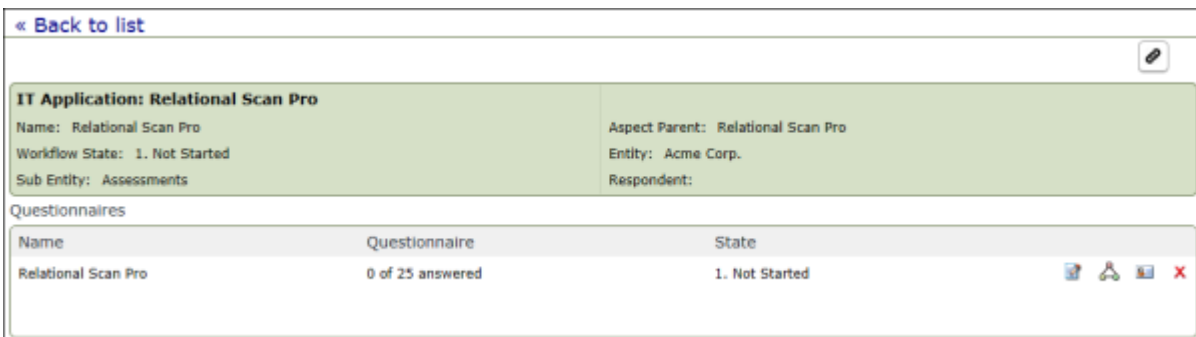 « Back to list
IT Application: Relational Scan Pro
Name: Relational Scan Pro
Aspect Parent: Relational Scan Pro
Workflow State: 1. Not Started
Entity: Acme Corp.
Sub Entity: Assessments
Respondent:
Questionnaires
Name Questionnaire State
Relational Scan Pro 0 of 25 answered 1. Not Started